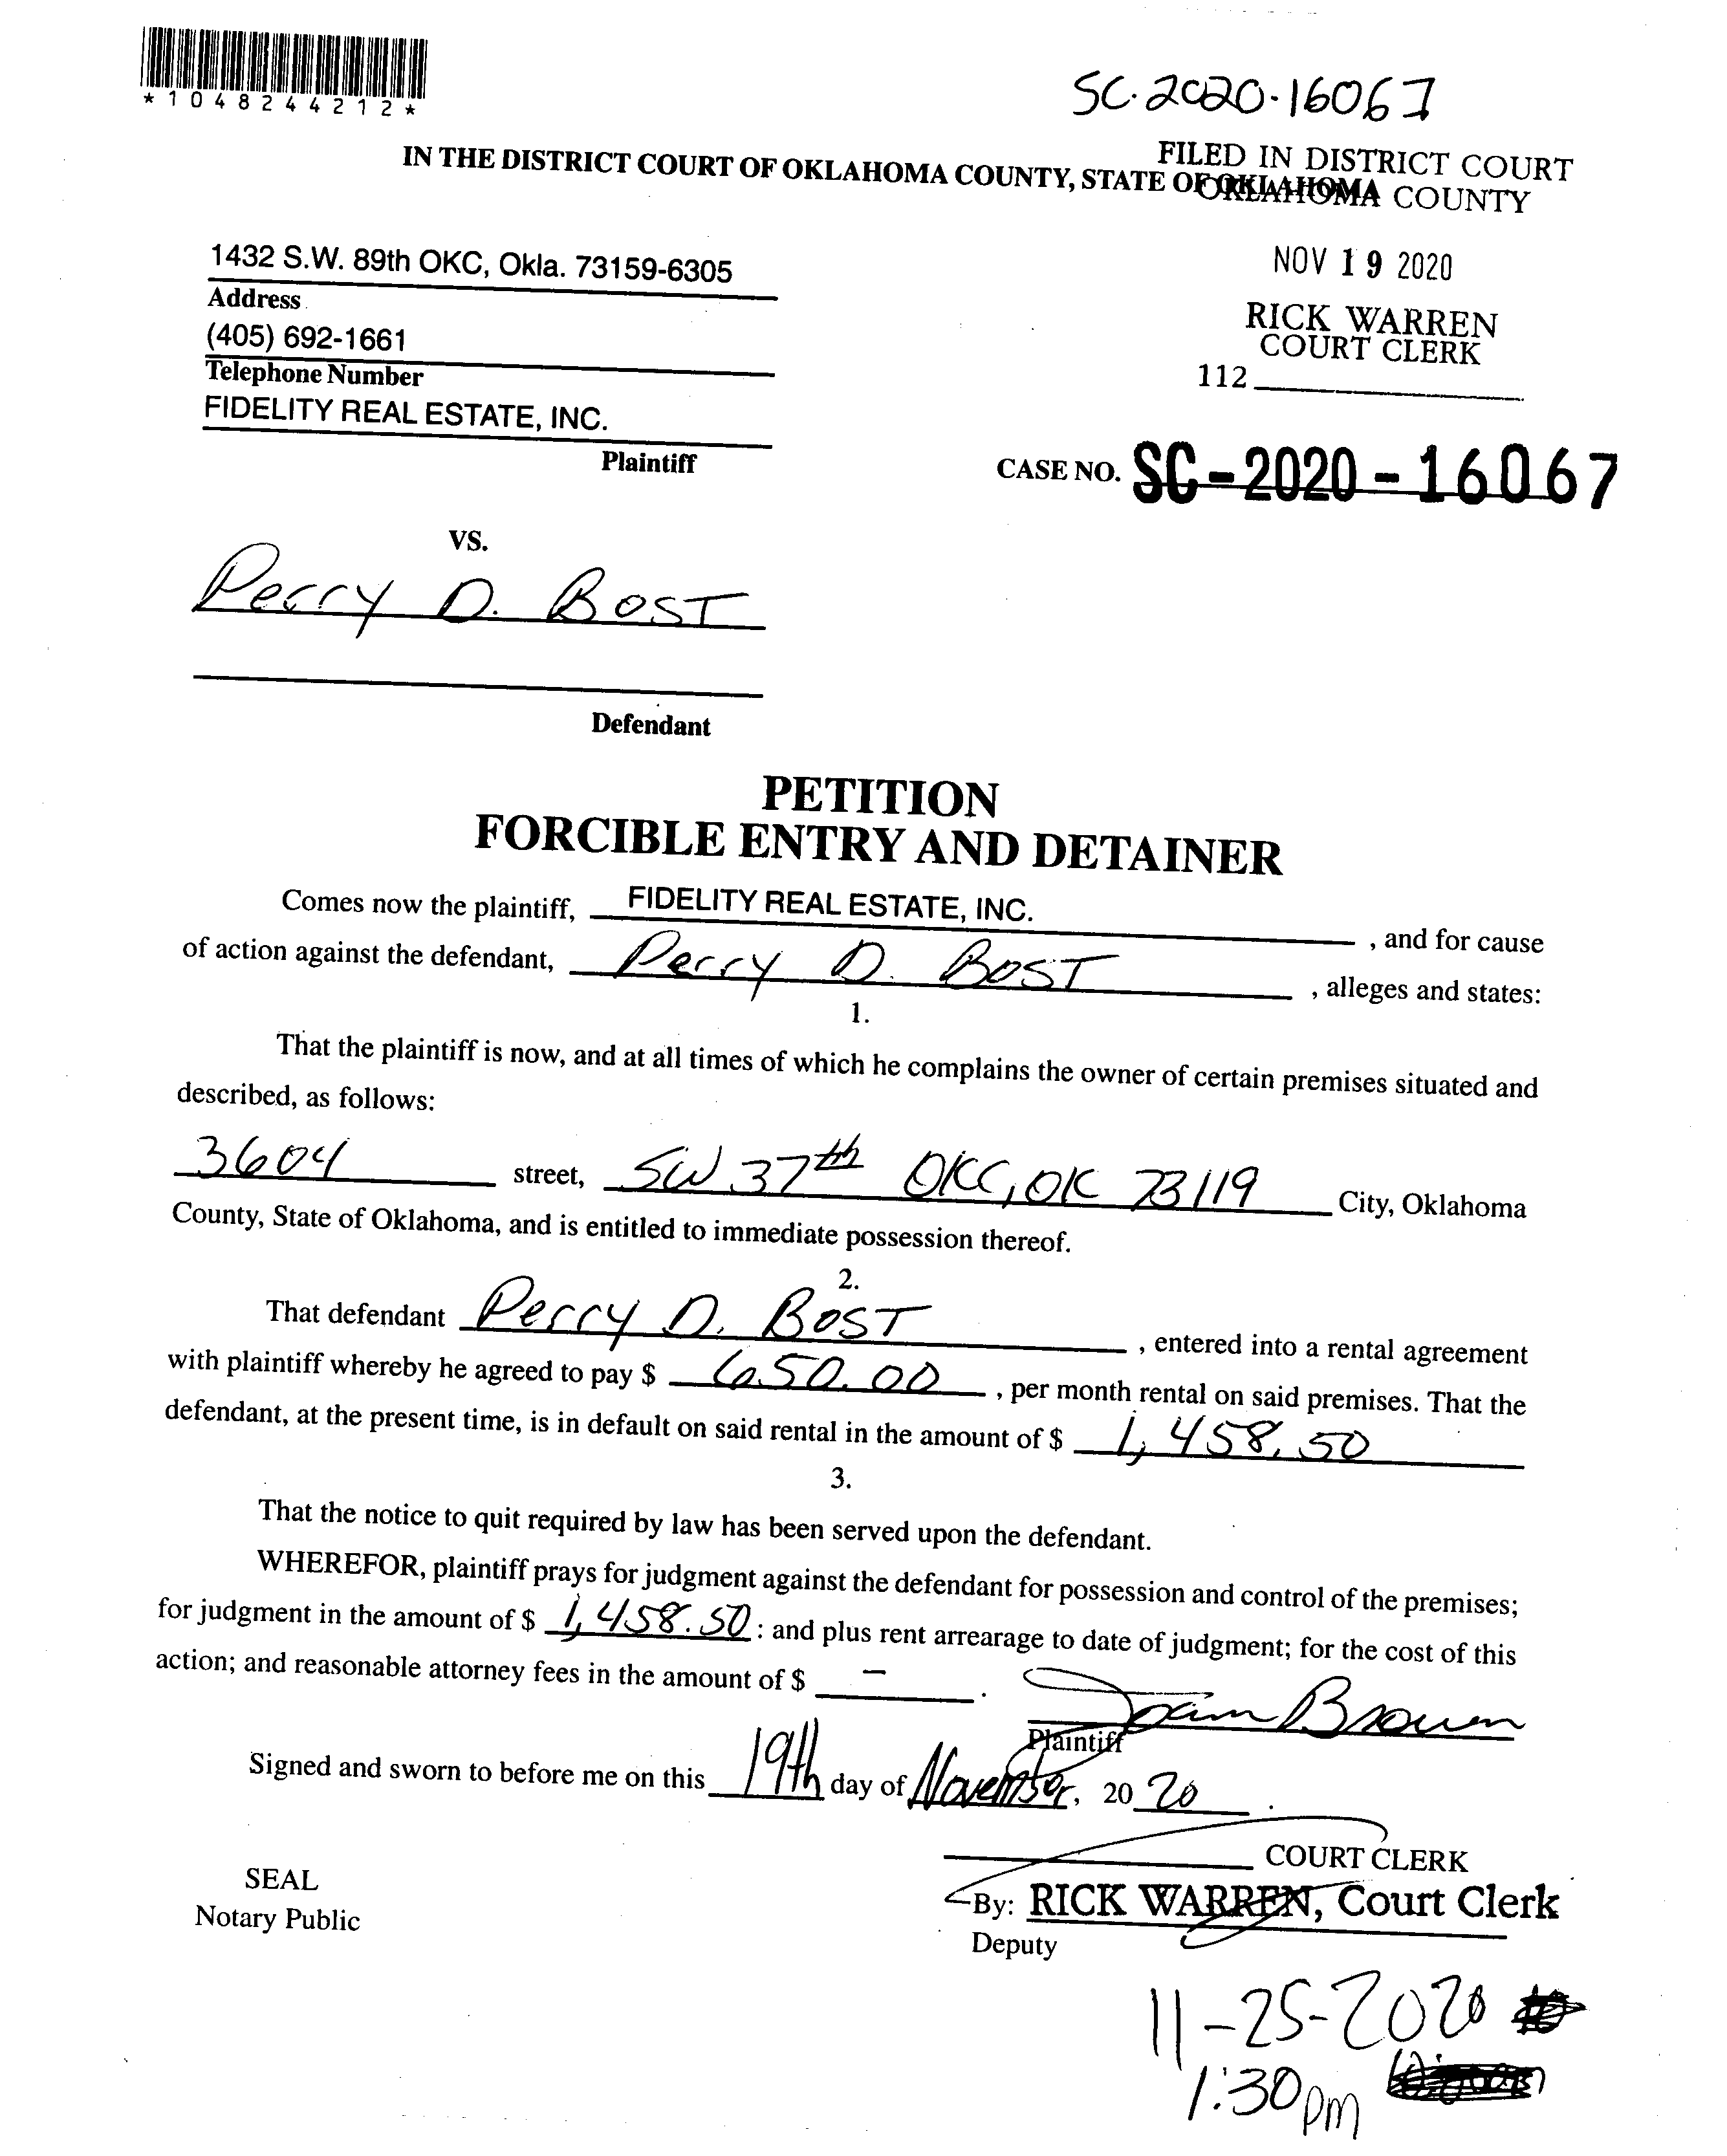 *1048244212*
SC-2020-16067
IN THE DISTRICT COURT OF OKLAHOMA COUNTY, STATE OF OKLAHOMA
FILED IN DISTRICT COURT
OKLAHOMA COUNTY
1432 S.W. 89th OKC, Okla. 73159-6305
Address
NOV 19 2020
(405) 692-1661
Telephone Number
RICK WARREN
COURT CLERK
112
FIDELITY REAL ESTATE, INC.
Plaintiff
CASE NO. SC-2020-16067
VS.
Perry D. Bost
Defendant
PETITION
FORCIBLE ENTRY AND DETAINER
Comes now the plaintiff, FIDELITY REAL ESTATE, INC. , and for cause
of action against the defendant, Perry D. Bost , alleges and states:
1.
That the plaintiff is now, and at all times of which he complains the owner of certain premises situated and
described, as follows:
3604 street, SW 37th OKC, OK 73119 City, Oklahoma
County, State of Oklahoma, and is entitled to immediate possession thereof.
2.
That defendant Perry D. Bost , entered into a rental agreement
with plaintiff whereby he agreed to pay $ 650.00 , per month rental on said premises. That the
defendant, at the present time, is in default on said rental in the amount of $ 1,458.50
3.
That the notice to quit required by law has been served upon the defendant.
WHEREFOR, plaintiff prays for judgment against the defendant for possession and control of the premises;
for judgment in the amount of $ 1,458.50 : and plus rent arrearage to date of judgment; for the cost of this
action; and reasonable attorney fees in the amount of $ - .
Brown
Plaintiff
Signed and sworn to before me on this 19th day of November, 20 20 .
COURT CLERK
SEAL
Notary Public
By: RICK WARREN, Court Clerk
Deputy
11-25-2020
1:30 pm